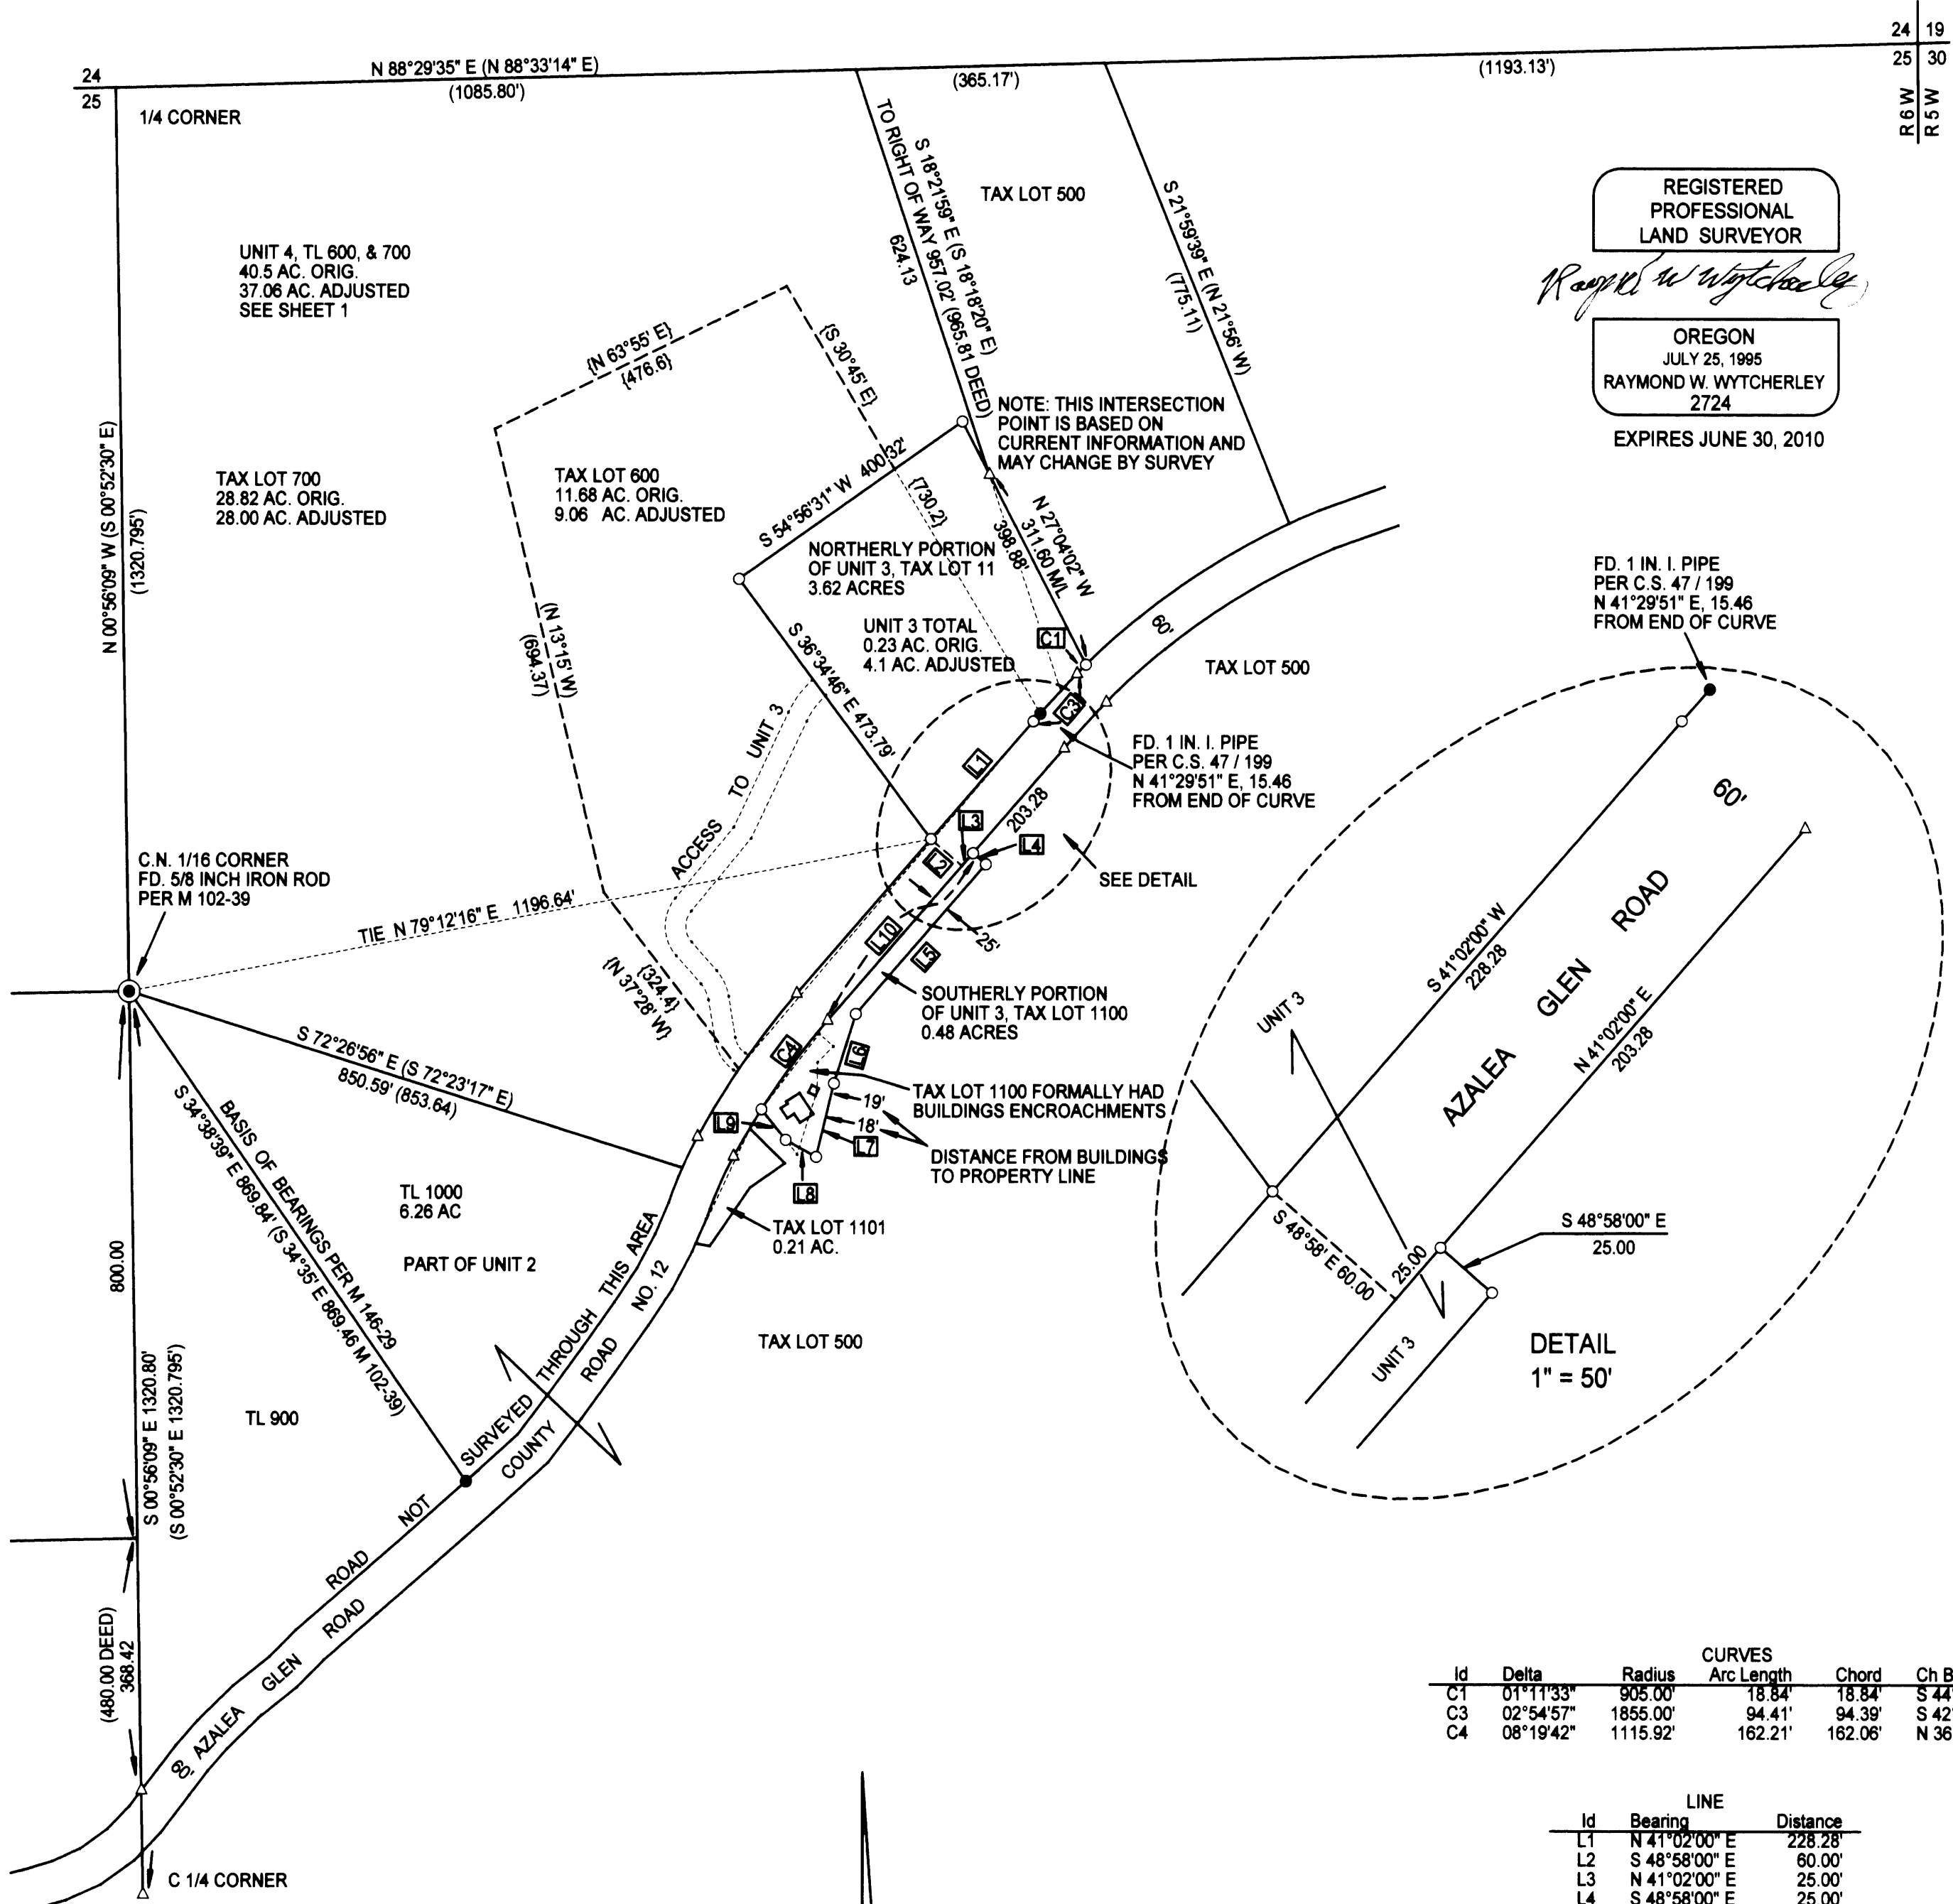 24 | 19
25 | 30
R 6 W | R 5 W
24
25
N 88°29'35" E (N 88°33'14" E)
(1085.80')
(365.17')
(1193.13')
1/4 CORNER
UNIT 4, TL 600, & 700
40.5 AC. ORIG.
37.06 AC. ADJUSTED
SEE SHEET 1
S 18°21'59" E (S 18°18'20" E)
TO RIGHT OF WAY 957.02' (965.81 DEED)
624.13
TAX LOT 500
S 21°59'39" E (N 21°56' W)
(775.11)
REGISTERED
PROFESSIONAL
LAND SURVEYOR
Raymond W Wytcherley
OREGON
JULY 25, 1995
RAYMOND W. WYTCHERLEY
2724
EXPIRES JUNE 30, 2010
N 00°56'09" W (S 00°52'30" E)
(1320.795')
{N 63°55' E}
{476.6}
{S 30°45' E}
{730.2}
NOTE: THIS INTERSECTION
POINT IS BASED ON
CURRENT INFORMATION AND
MAY CHANGE BY SURVEY
TAX LOT 700
28.82 AC. ORIG.
28.00 AC. ADJUSTED
TAX LOT 600
11.68 AC. ORIG.
9.06 AC. ADJUSTED
S 54°56'31" W 400.32'
N 27°04'02" W
311.60 M/L
398.88'
NORTHERLY PORTION
OF UNIT 3, TAX LOT 11
3.62 ACRES
UNIT 3 TOTAL
0.23 AC. ORIG.
4.1 AC. ADJUSTED
C1
60'
TAX LOT 500
C3
S 36°34'46" E 473.79'
(N 13°15' W)
(694.37)
ACCESS TO UNIT 3
L1
FD. 1 IN. I. PIPE
PER C.S. 47 / 199
N 41°29'51" E, 15.46
FROM END OF CURVE
203.28
L3
L4
L2
SEE DETAIL
L10
25'
L5
C.N. 1/16 CORNER
FD. 5/8 INCH IRON ROD
PER M 102-39
TIE N 79°12'16" E 1196.64'
{324.4}
{N 37°28' W}
SOUTHERLY PORTION
OF UNIT 3, TAX LOT 1100
0.48 ACRES
C4
L6
TAX LOT 1100 FORMALLY HAD
BUILDINGS ENCROACHMENTS
19'
18'
L9
L7
L8
DISTANCE FROM BUILDINGS
TO PROPERTY LINE
S 72°26'56" E (S 72°23'17" E)
850.59' (853.64)
BASIS OF BEARINGS PER M 146-29
S 34°38'39" E 869.84' (S 34°35' E 869.46 M 102-39)
TL 1000
6.26 AC
PART OF UNIT 2
TAX LOT 1101
0.21 AC.
TAX LOT 500
TL 900
800.00
S 00°56'09" E 1320.80'
(S 00°52'30" E 1320.795')
(480.00 DEED)
368.42
ROAD NOT SURVEYED THROUGH THIS AREA
60' AZALEA GLEN ROAD COUNTY ROAD NO. 12
C 1/4 CORNER
FD. 1 IN. I. PIPE
PER C.S. 47 / 199
N 41°29'51" E, 15.46
FROM END OF CURVE
60'
S 41°02'00" W
228.28
AZALEA GLEN ROAD
N 41°02'00" E
203.28
UNIT 3
S 48°58' E 60.00
25.00
S 48°58'00" E
25.00
UNIT 3
DETAIL
1" = 50'
CURVES
Id Delta Radius Arc Length Chord Ch B
C1 01°11'33" 905.00' 18.84' 18.84' S 44
C3 02°54'57" 1855.00' 94.41' 94.39' S 42
C4 08°19'42" 1115.92' 162.21' 162.06' N 36
LINE
Id Bearing Distance
L1 N 41°02'00" E 228.28'
L2 S 48°58'00" E 60.00'
L3 N 41°02'00" E 25.00'
L4 S 48°58'00" E 25.00'